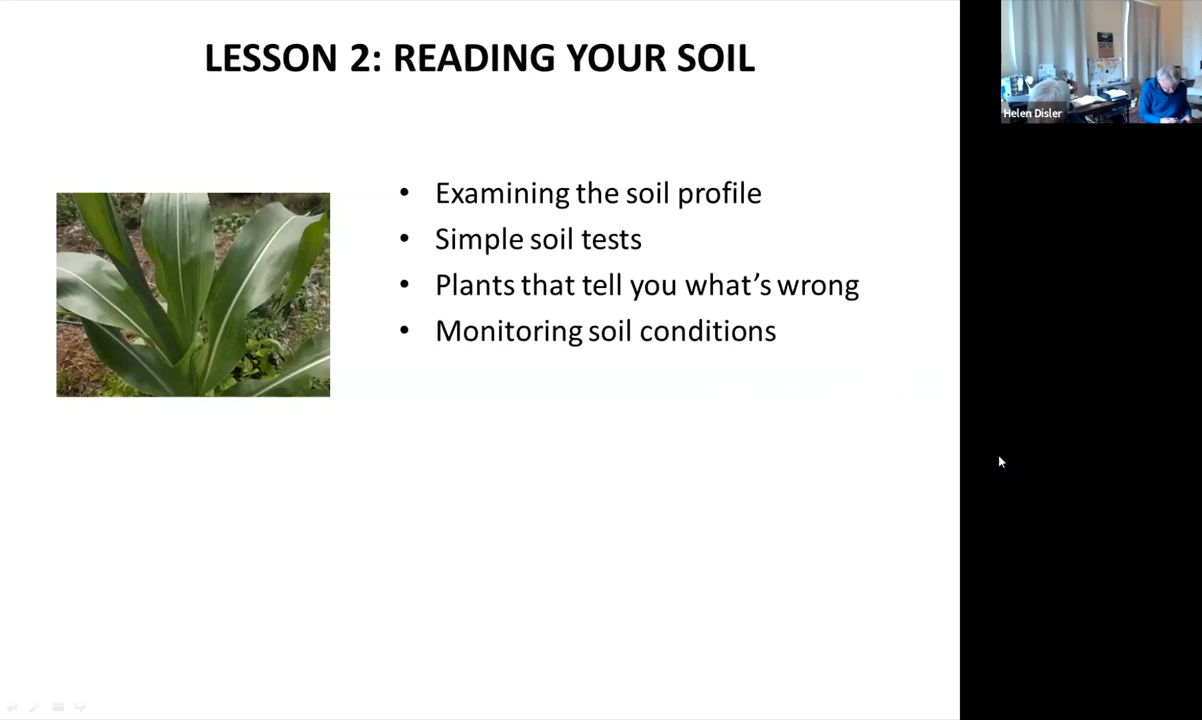 LESSON 2: READING YOUR SOIL
Helen Disler
• Examining the soil profile
• Simple soil tests
• Plants that tell you what's wrong
• Monitoring soil conditions